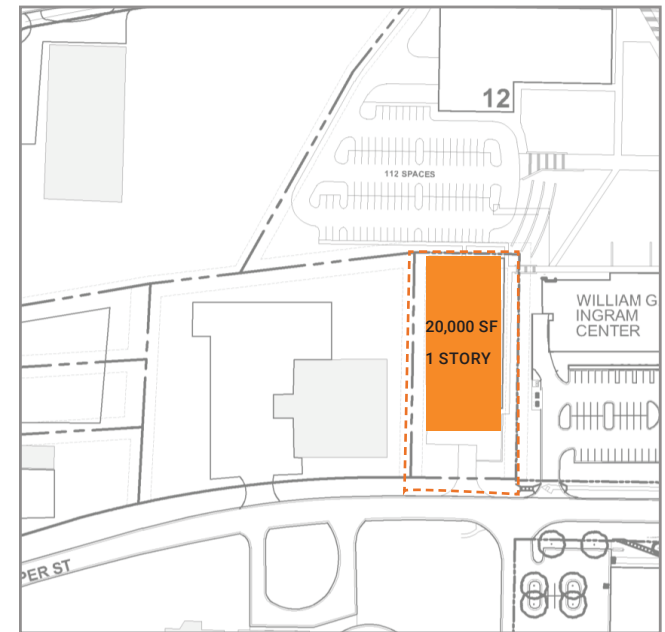 12
112 SPACES
WILLIAM G
INGRAM
CENTER
20,000 SF
1 STORY
PER ST